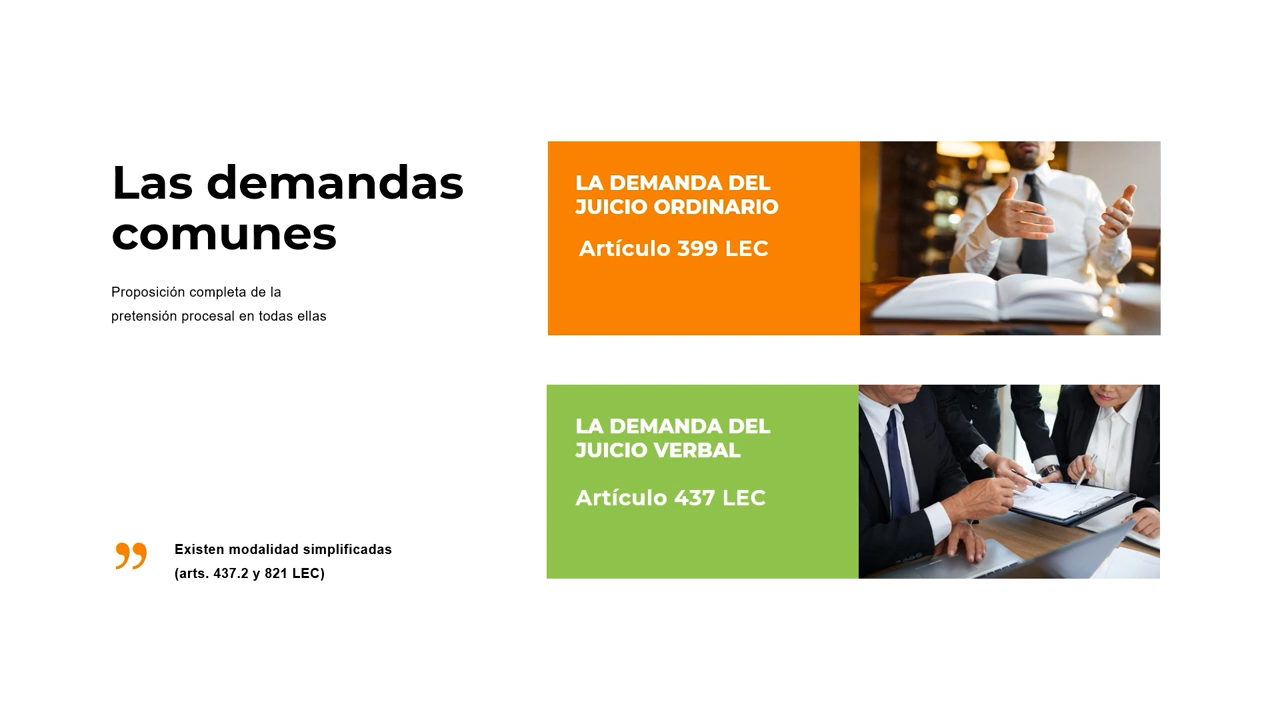 Las demandas
comunes
Proposición completa de la
pretensión procesal en todas ellas
Existen modalidad simplificadas
(arts. 437.2 y 821 LEC)
LA DEMANDA DEL
JUICIO ORDINARIO
Artículo 399 LEC
LA DEMANDA DEL
JUICIO VERBAL
Artículo 437 LEC